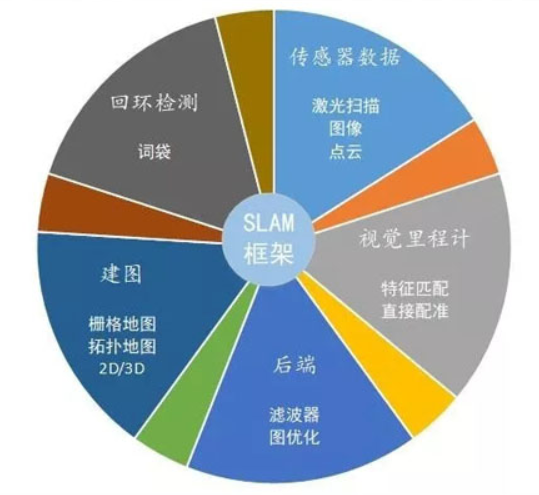 传感器数据
激光扫描
图像
点云
视觉里程计
特征匹配
直接配准
后端
滤波器
图优化
建图
栅格地图
拓扑地图
2D/3D
回环检测
词袋
SLAM
框架